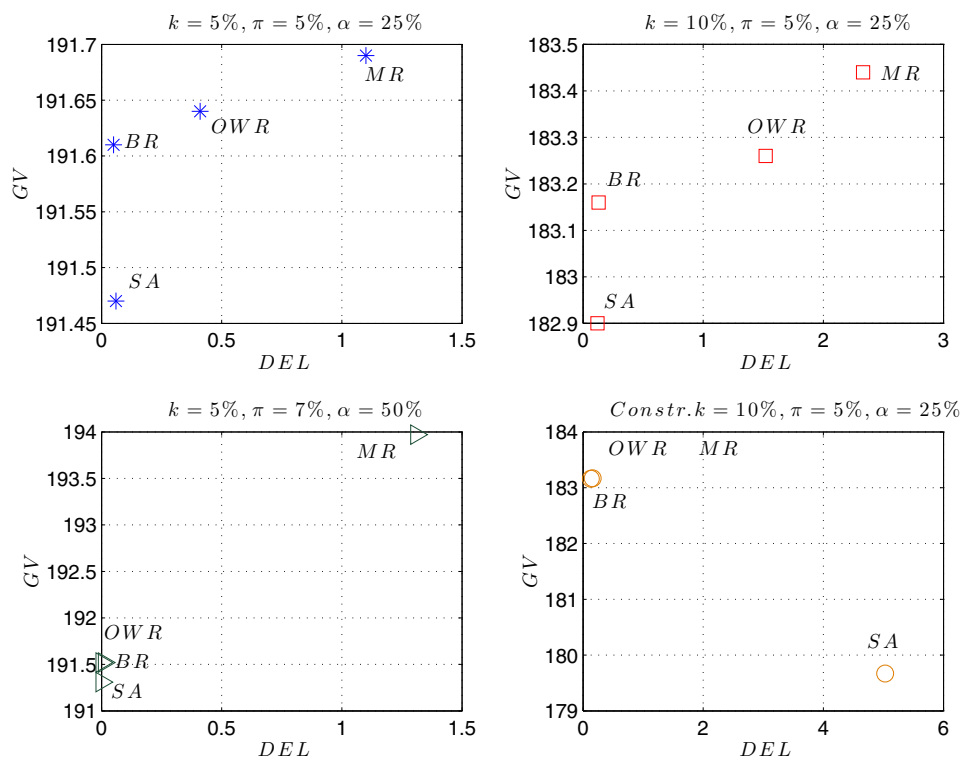 k = 5%, π = 5%, α = 25%
191.7
191.65
191.6
191.55
191.5
191.45
GV
MR
OWR
BR
SA
0
0.5
1
1.5
DEL
k = 10%, π = 5%, α = 25%
183.5
183.4
183.3
183.2
183.1
183
182.9
GV
MR
OWR
BR
SA
0
1
2
3
DEL
k = 5%, π = 7%, α = 50%
194
193.5
193
192.5
192
191.5
191
GV
MR
OWR
BR
SA
0
0.5
1
1.5
DEL
Constr.k = 10%, π = 5%, α = 25%
184
183
182
181
180
179
GV
OWR MR
BR
SA
0
2
4
6
DEL